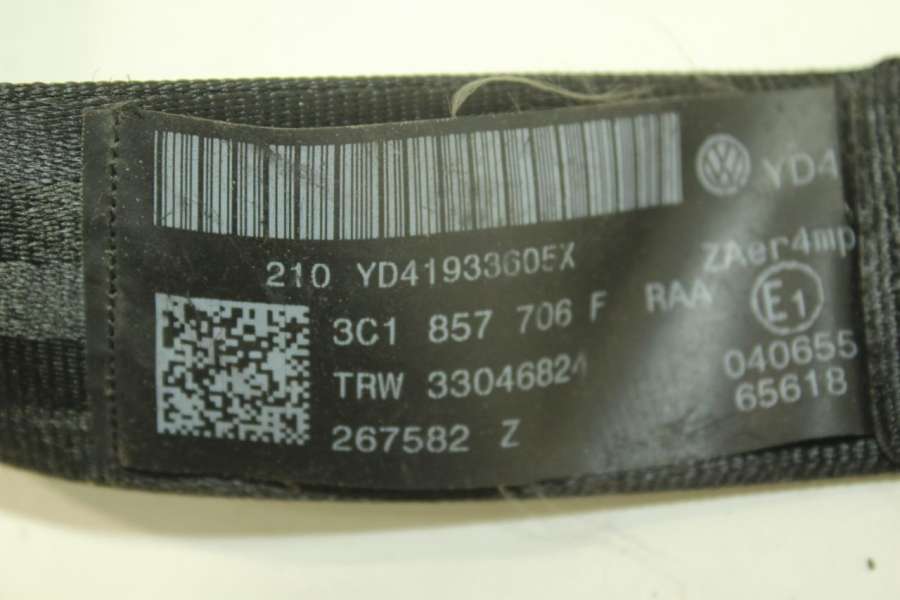 YD4
210 YD41933605X
ZAer4mp
3C1 857 706 F RAA
E1
TRW 33046824
040655
267582 Z
65618